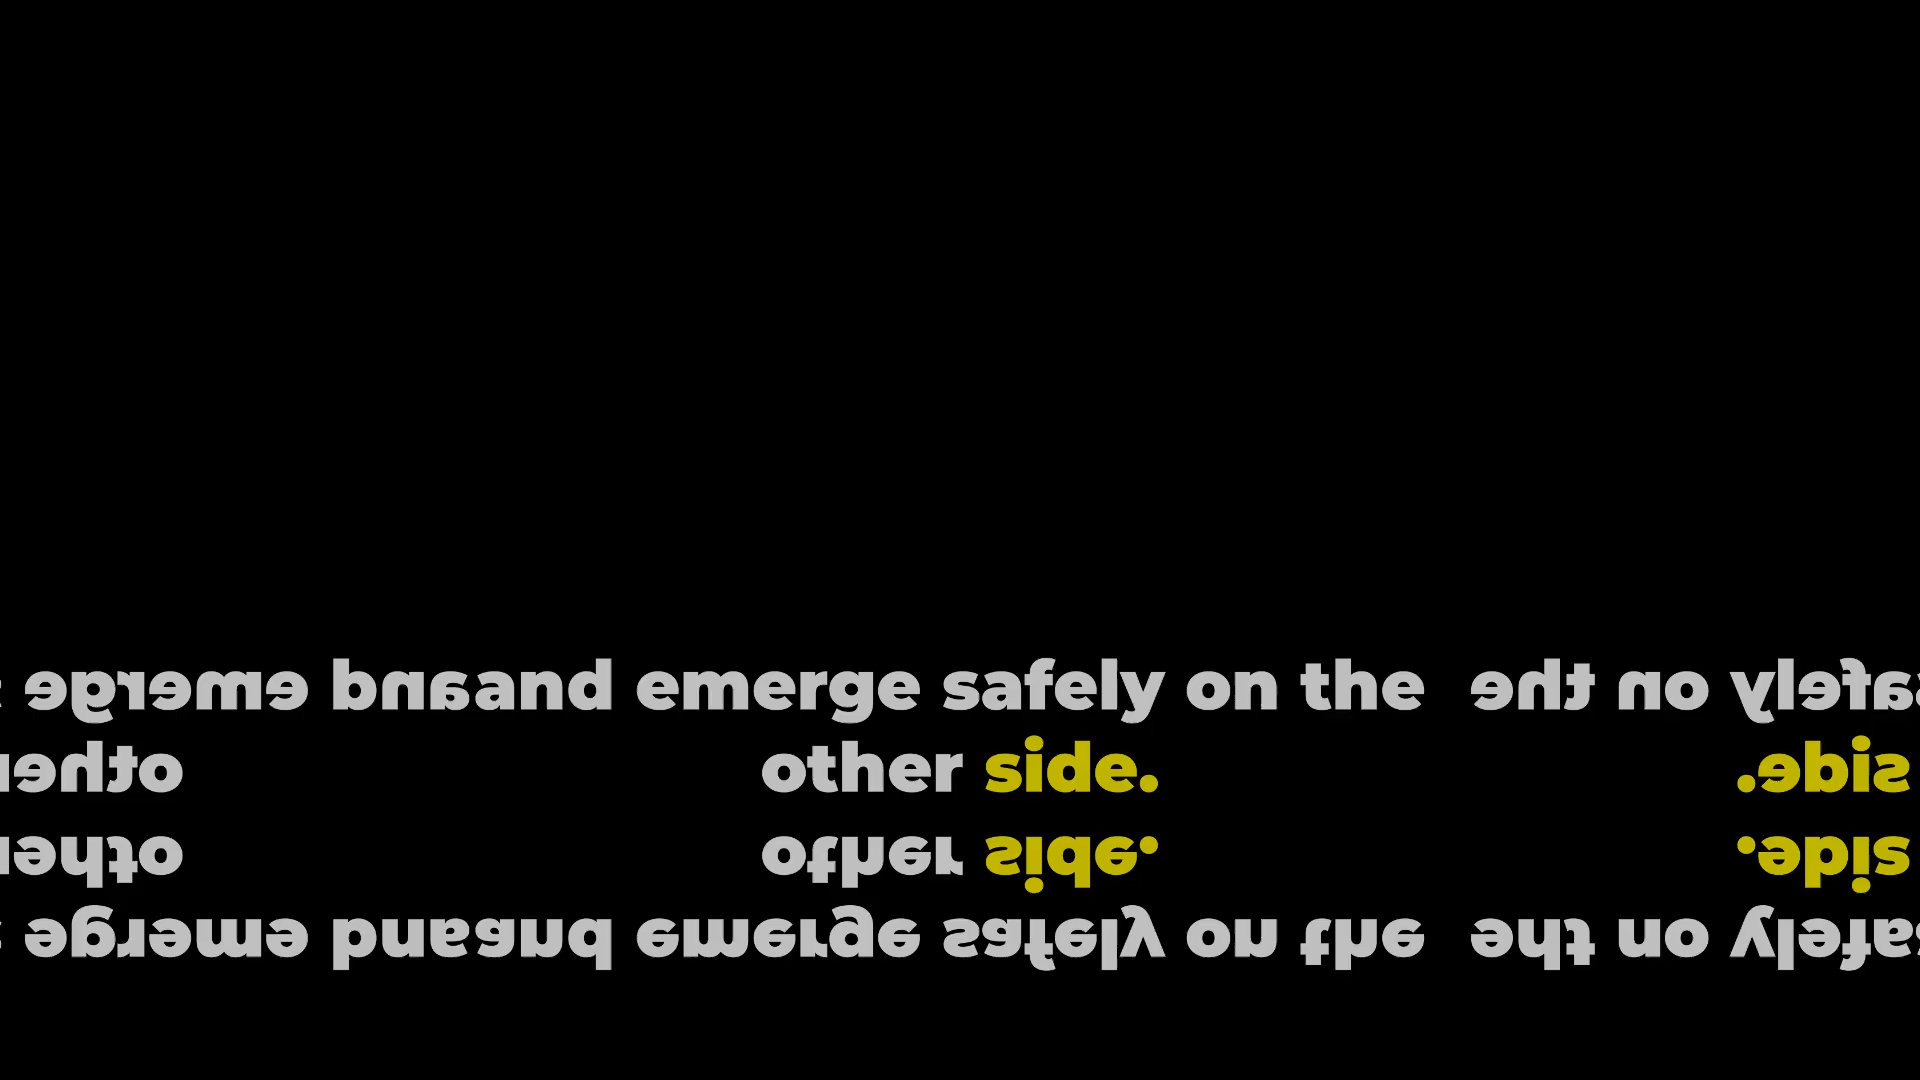 and emerge safely on the
other side.